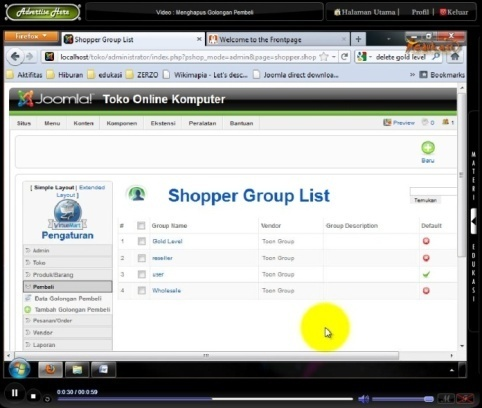 Advertise Here
Video : Menghapus Golongan Pembeli
Halaman Utama |
Profil |
Keluar
Firefox
Shopper Group List
Welcome to the Frontpage
localhost/toko/administrator/index.php?pshop_mode=admin&page=shopper.shop
delete gold level
Aktifitas
Hiburan
edukasi
ZERZO
Wikimapia - Let's desc...
Joomla direct downloa...
Bookmarks
Joomla!
Toko Online Komputer
Situs
Menu
Konten
Komponen
Ekstensi
Peralatan
Bantuan
Preview
0
1
Baru
[ Simple Layout | Extended
Layout ]
Pengaturan
Shopper Group List
Temukan
# Group Name Vendor Group Description Default
1 Gold Level Toon Group
2 reseller Toon Group
3 user Toon Group
4 Wholesale Toon Group
Admin
Toko
Produk/Barang
Pembeli
Data Golongan Pembeli
Tambah Golongan Pembeli
Pesanan/Order
Vendor
Laporan
MATERI EDUKASI
0:0:30 / 0:0:59